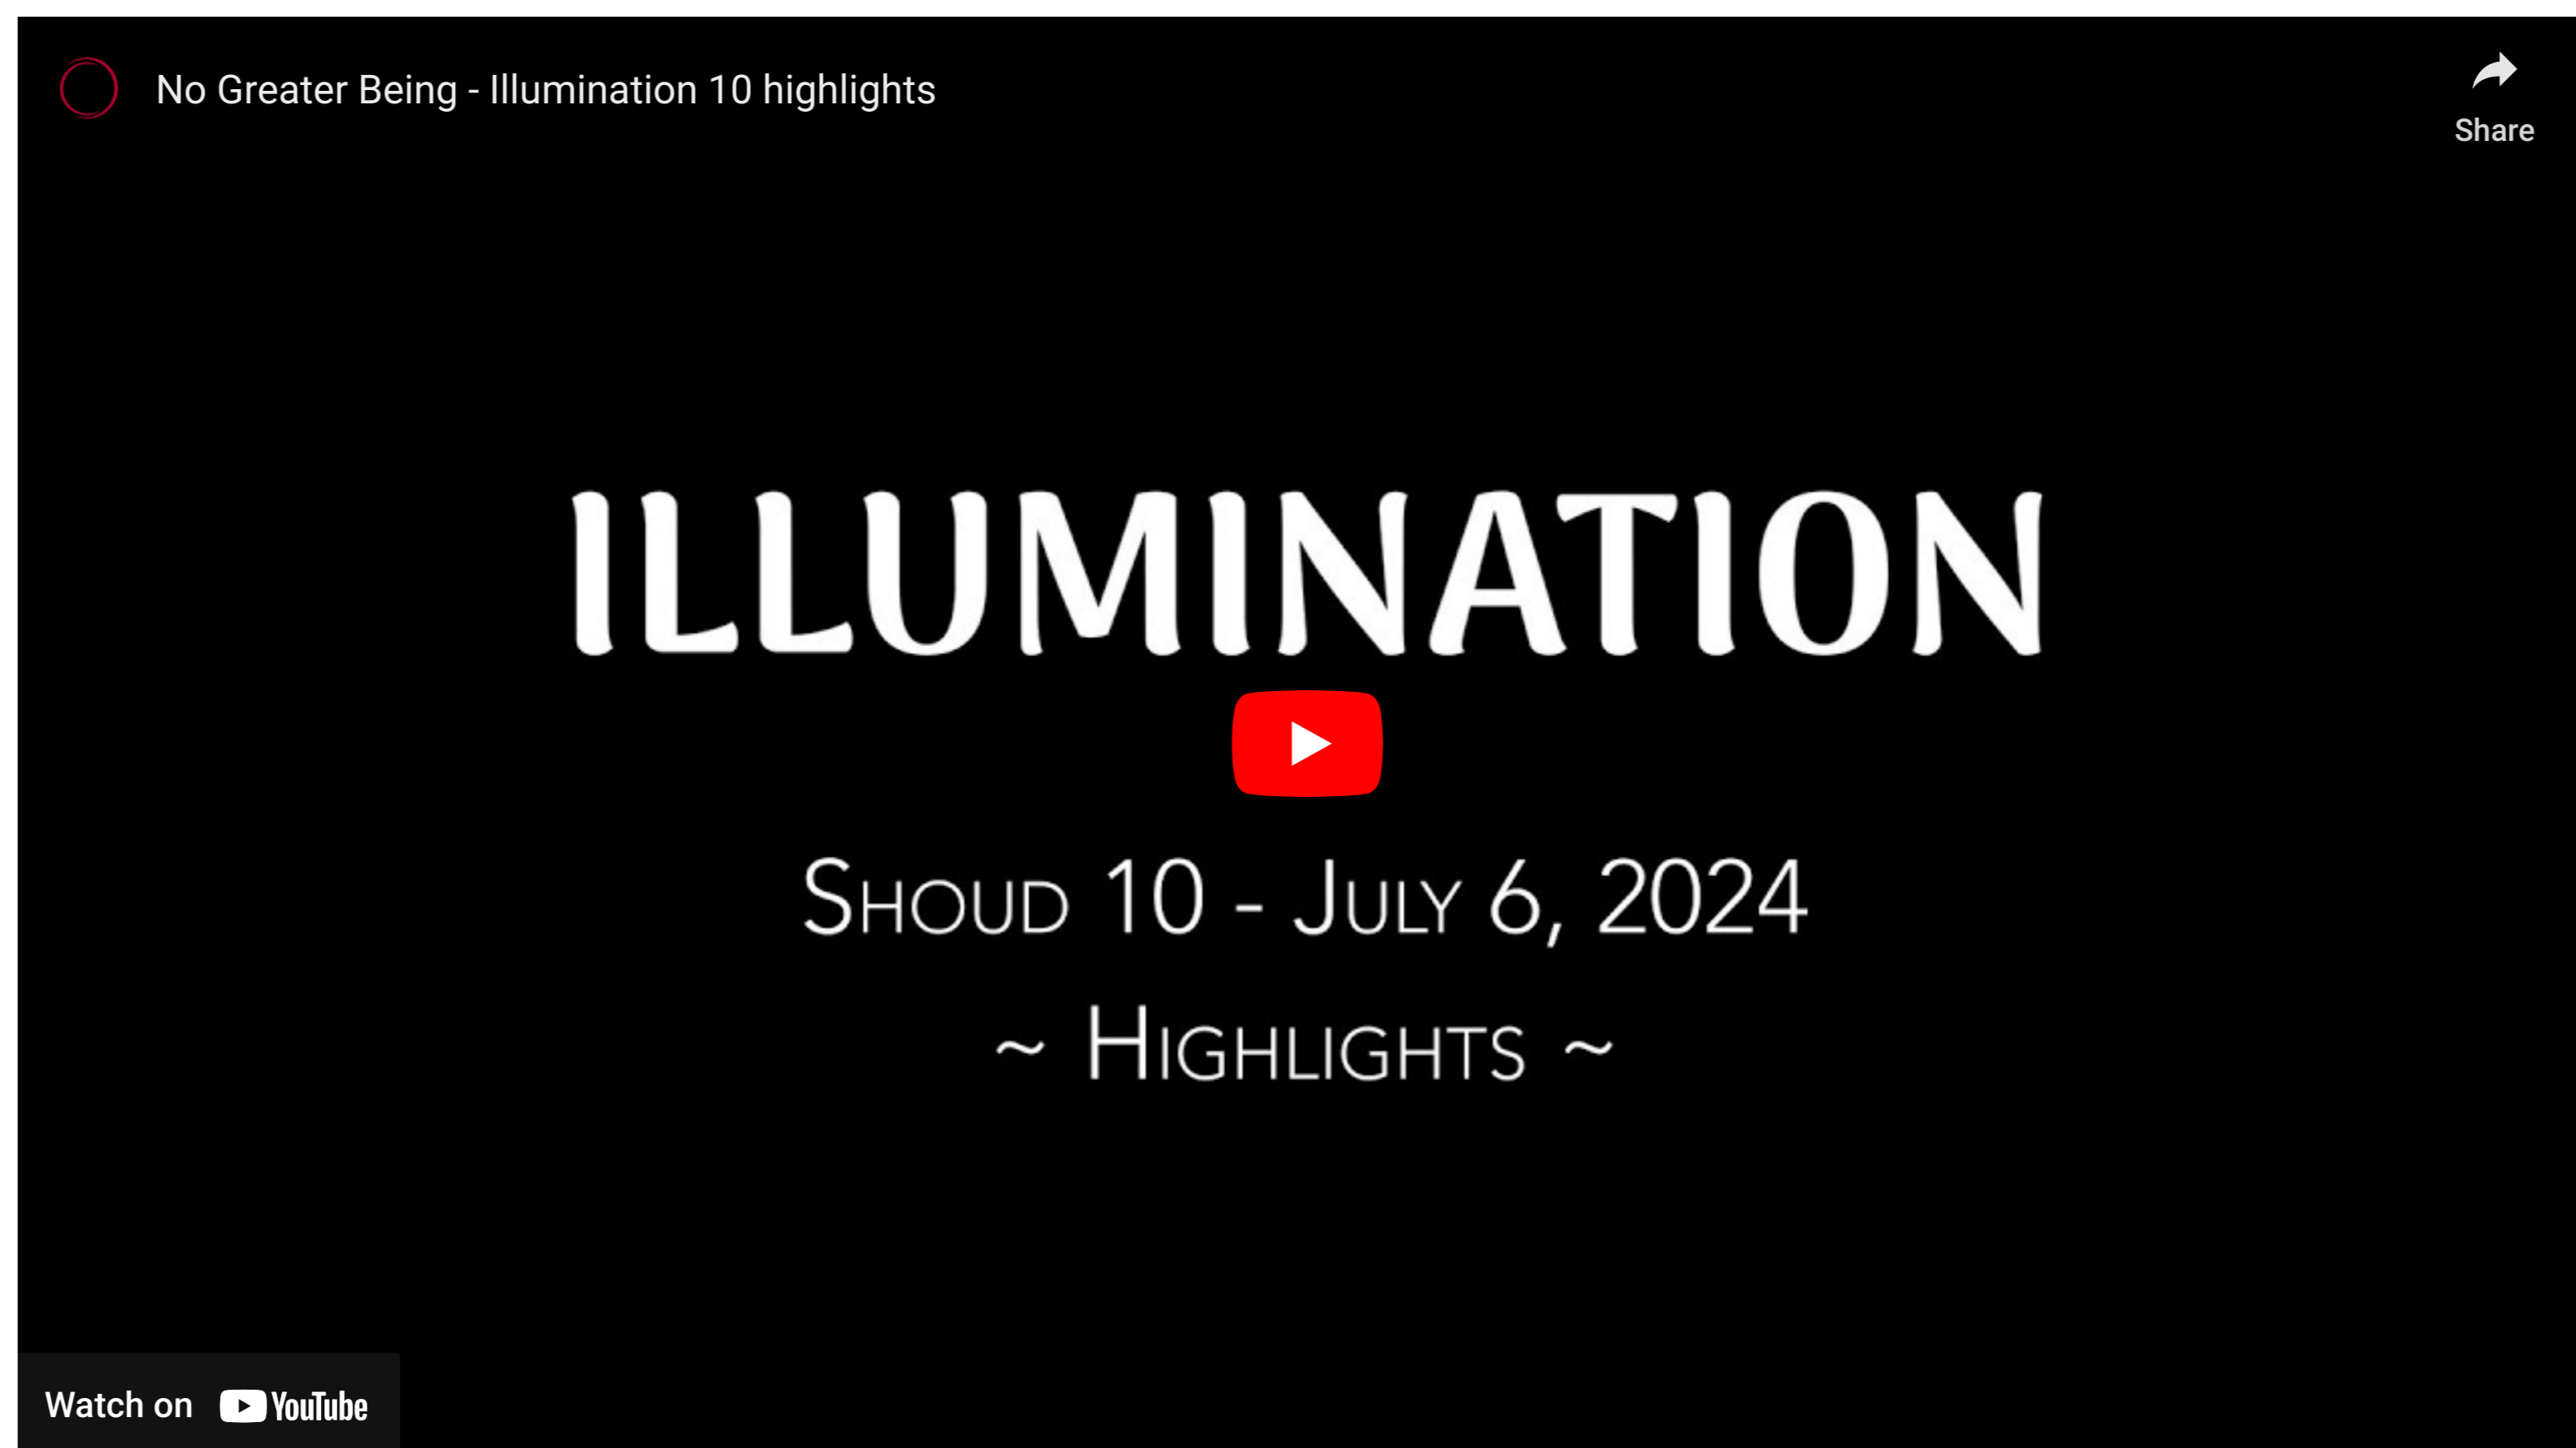 No Greater Being - Illumination 10 highlights
Share
ILLUMINATION
Shoud 10 - July 6, 2024
~ Highlights ~
Watch on YouTube